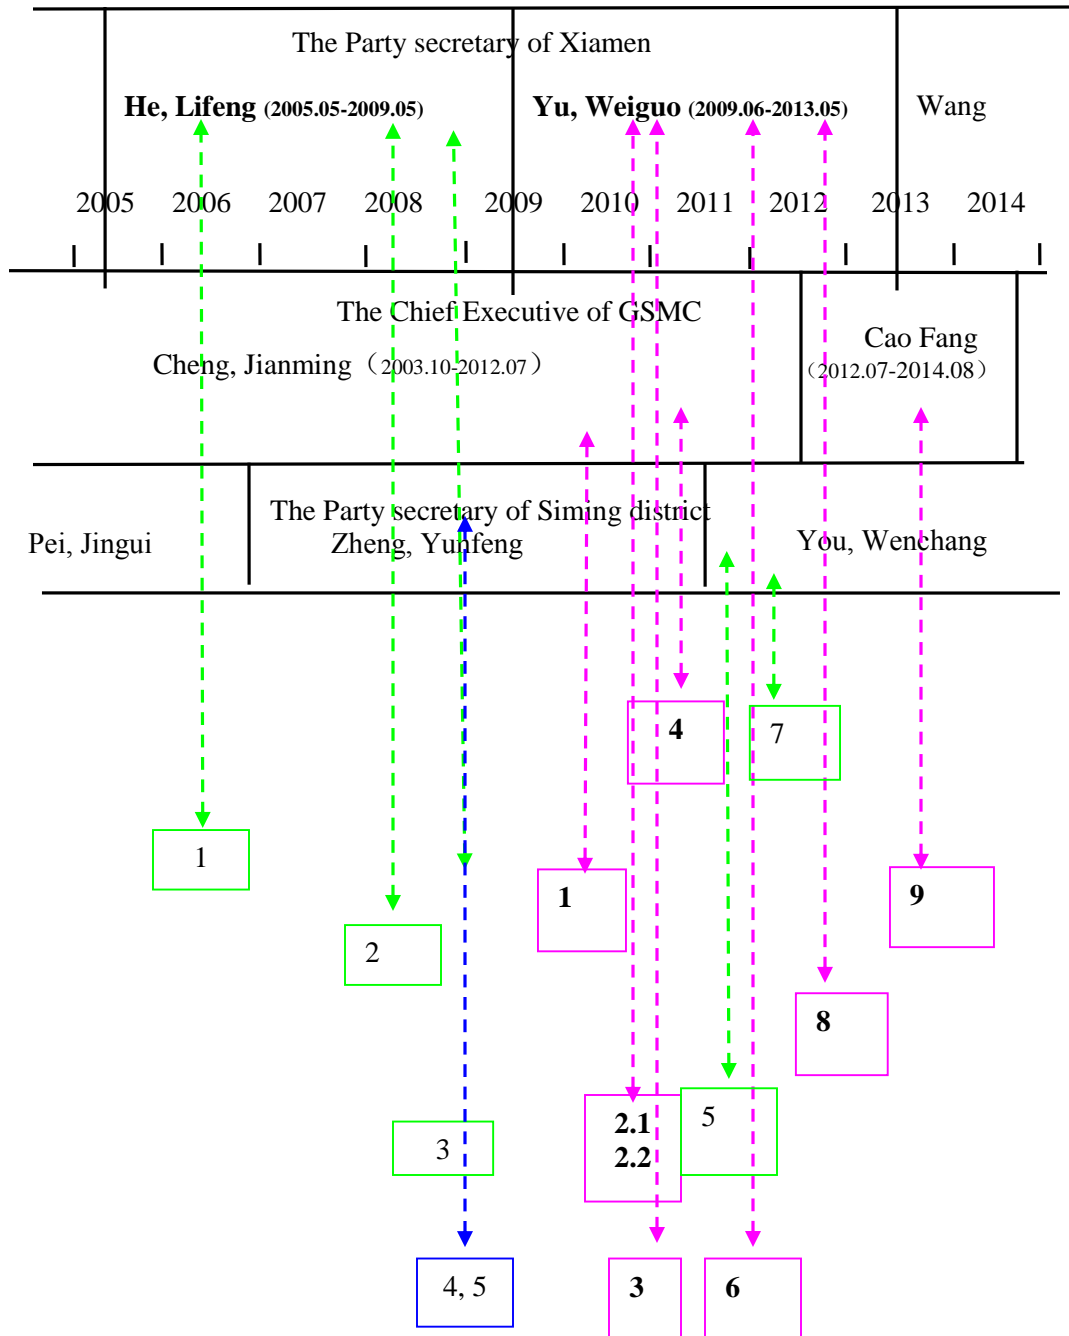 The Party secretary of Xiamen
He, Lifeng (2005.05-2009.05)
Yu, Weiguo (2009.06-2013.05)
Wang
2005 2006 2007 2008 2009 2010 2011 2012 2013 2014
The Chief Executive of GSMC
Cheng, Jianming（2003.10-2012.07）
Cao Fang
（2012.07-2014.08）
The Party secretary of Siming district
Pei, Jingui
Zheng, Yunfeng
You, Wenchang
4
7
1
1
9
2
8
5
2.1
2.2
3
4, 5
3
6